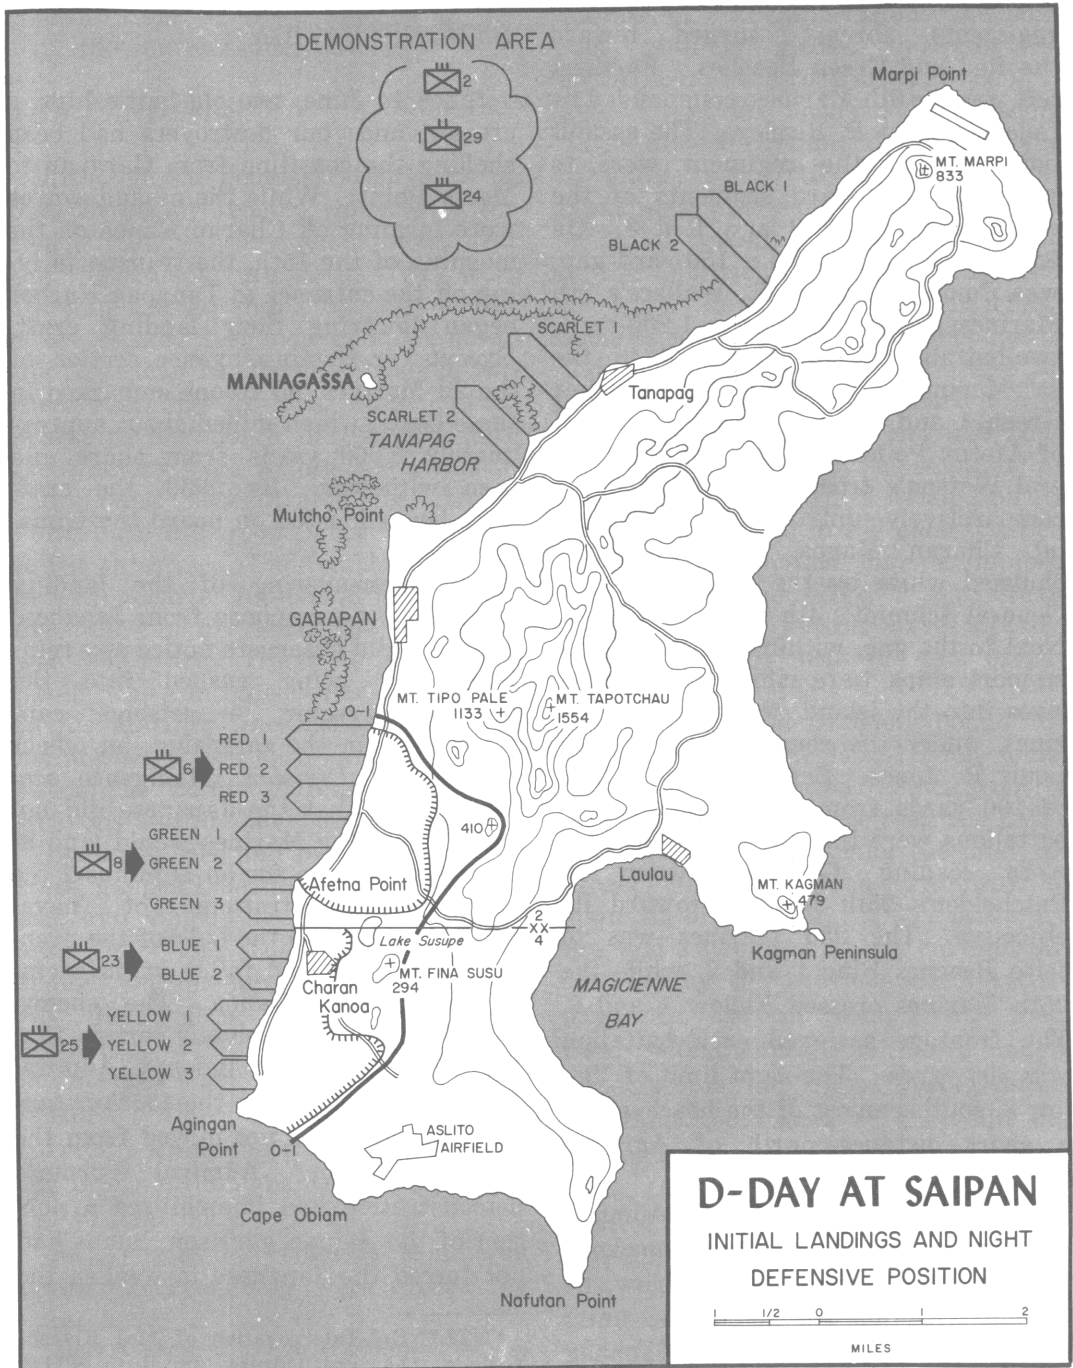 DEMONSTRATION AREA
2
1 29
24
Marpi Point
MT. MARPI
833
BLACK 1
BLACK 2
SCARLET 1
MANIAGASSA
SCARLET 2
Tanapag
TANAPAG
HARBOR
Mutcho Point
GARAPAN
MT. TIPO PALE
1133
MT. TAPOTCHAU
1554
O-1
RED 1
6 RED 2
RED 3
GREEN 1
410
8 GREEN 2
Afetna Point
Laulau
MT. KAGMAN
479
GREEN 3
2
XX
4
BLUE 1
Lake Susupe
Kagman Peninsula
23
BLUE 2
MT. FINA SUSU
294
Charan
Kanoa
MAGICIENNE
BAY
YELLOW 1
25 YELLOW 2
YELLOW 3
Agingan
Point
O-1
ASLITO
AIRFIELD
Cape Obiam
Nafutan Point
D-DAY AT SAIPAN
INITIAL LANDINGS AND NIGHT
DEFENSIVE POSITION
1 1/2 0 1 2
MILES